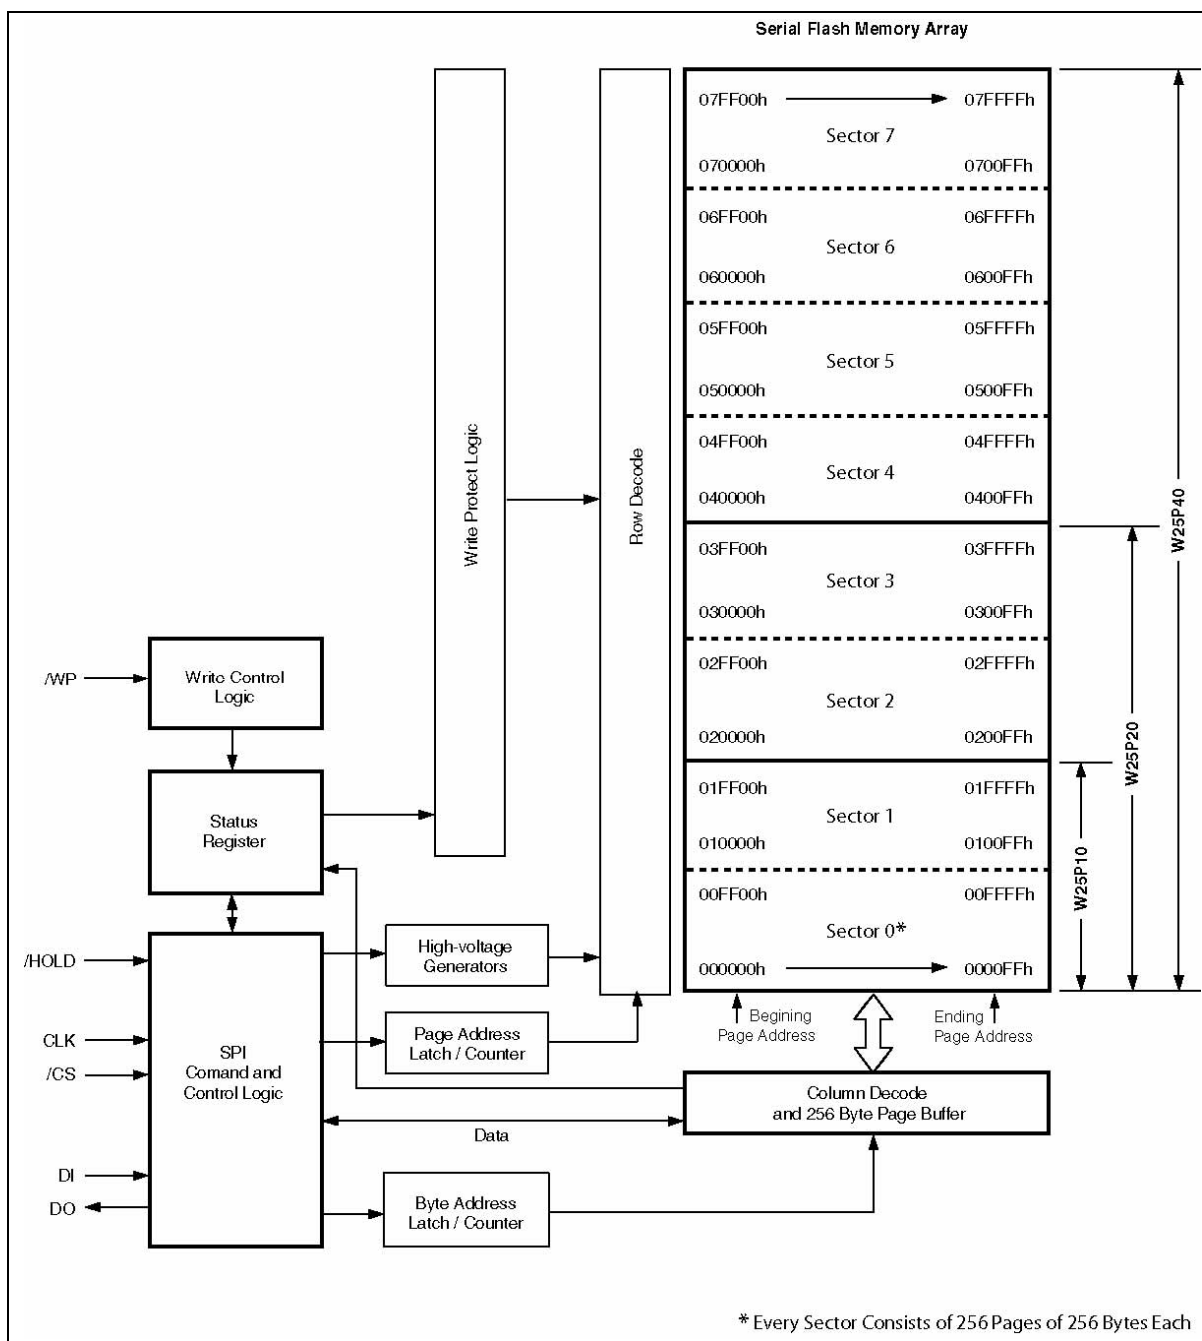 Serial Flash Memory Array
07FF00h 07FFFFh
Sector 7
070000h 0700FFh
06FF00h 06FFFFh
Sector 6
060000h 0600FFh
05FF00h 05FFFFh
Sector 5
050000h 0500FFh
04FF00h 04FFFFh
Sector 4
040000h 0400FFh
03FF00h 03FFFFh
Sector 3
030000h 0300FFh
02FF00h 02FFFFh
Sector 2
020000h 0200FFh
01FF00h 01FFFFh
Sector 1
010000h 0100FFh
00FF00h 00FFFFh
Sector 0*
000000h 0000FFh
W25P40
W25P20
W25P10
Write Protect Logic
Row Decode
/WP
Write Control
Logic
Status
Register
/HOLD
CLK
/CS
DI
DO
SPI
Comand and
Control Logic
High-voltage
Generators
Page Address
Latch / Counter
Begining
Page Address
Ending
Page Address
Column Decode
and 256 Byte Page Buffer
Data
Byte Address
Latch / Counter
* Every Sector Consists of 256 Pages of 256 Bytes Each